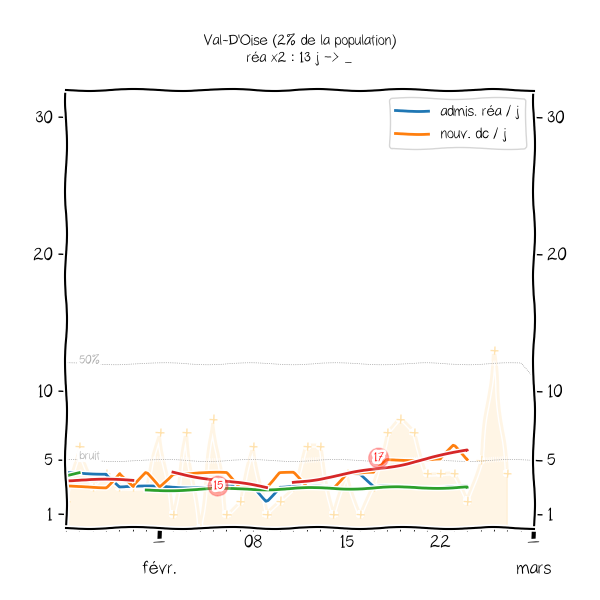 Val-D'Oise (2% de la population)
réa x2 : 13 j -> _
admis. réa / j
nouv. dc / j
30
30
20
20
50%
10
10
bruit
17
5
5
15
1
1
08
15
22
févr.
mars